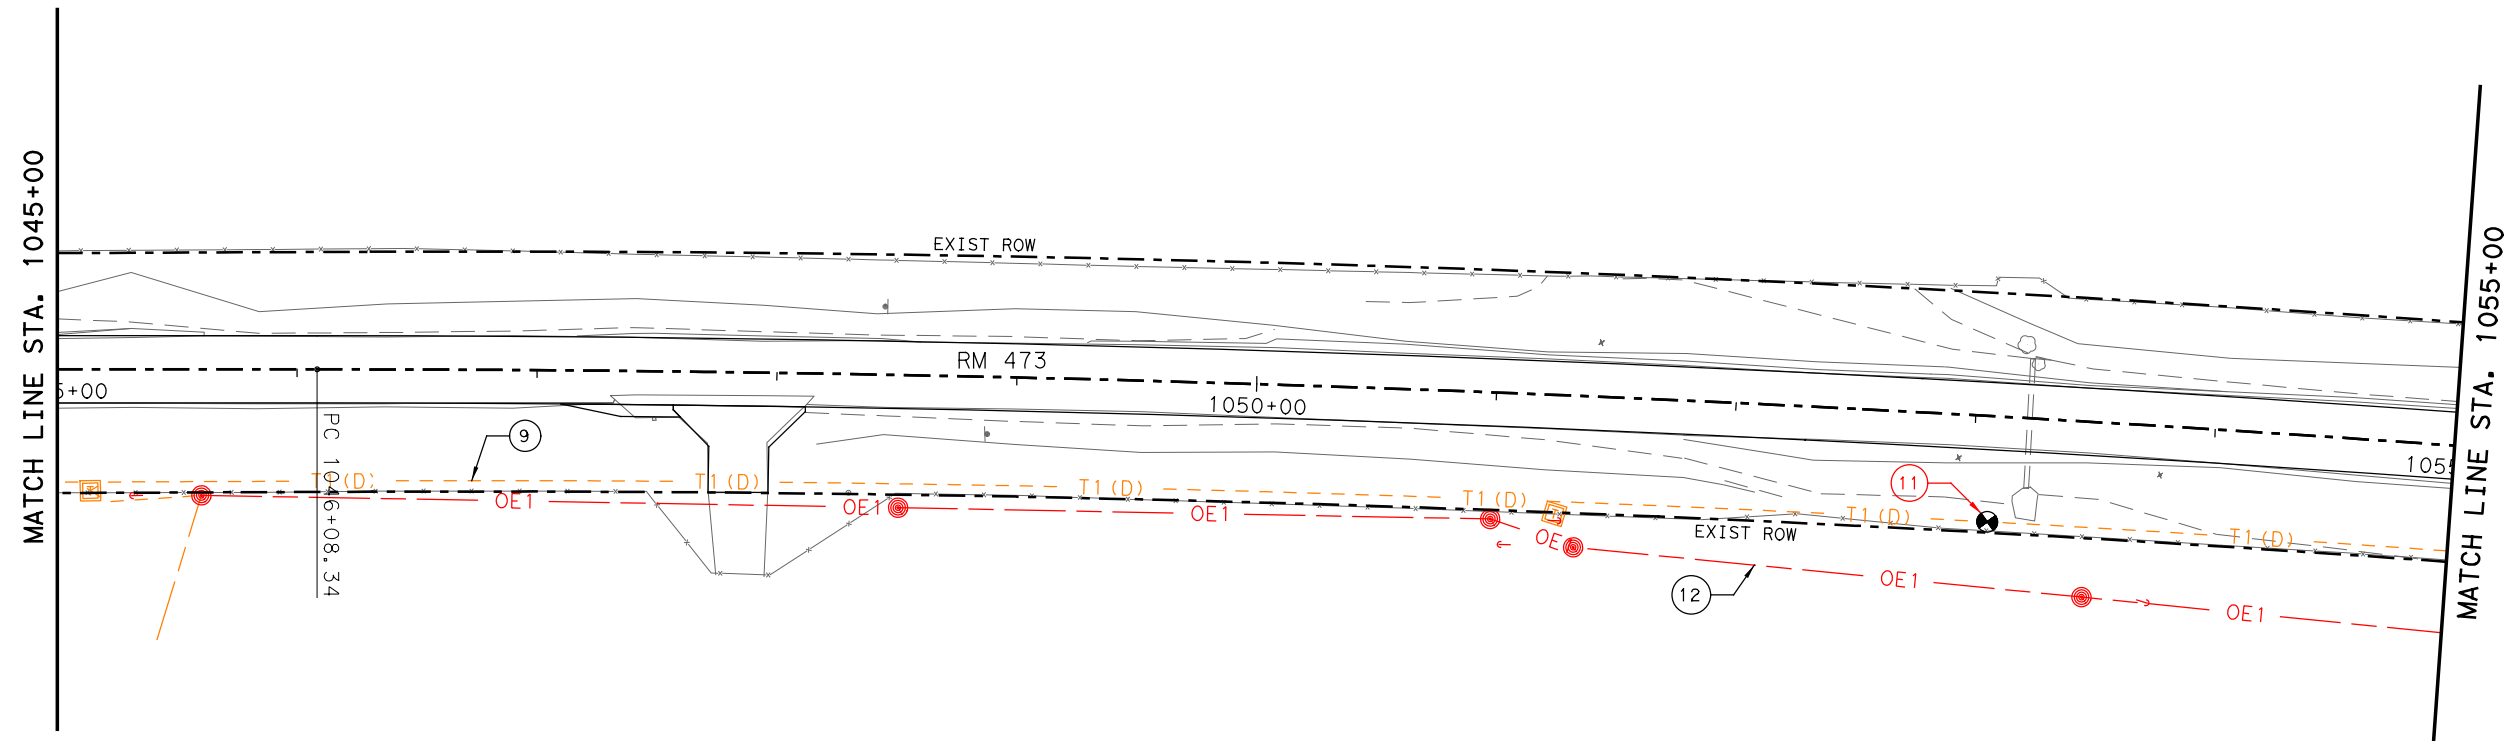 MATCH LINE STA. 1045+00
EXIST ROW
RM 473
5+00
1050+00
PC 1046+08.34
9
T1(D)
T1(D)
T1(D)
T1(D)
T1(D)
T1(D)
OE1
OE1
OE1
OE
OE1
OE1
11
12
EXIST ROW
1055
MATCH LINE STA. 1055+00